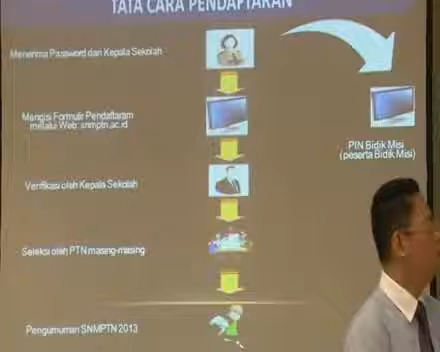 TATA CARA PENDAFTARAN
Menerima Password dari Kepala Sekolah
Mengisi Formulir Pendaftaran
melalui Web: snmptn.ac.id
PIN Bidik Misi
(peserta Bidik Misi)
Verifikasi oleh Kepala Sekolah
Seleksi oleh PTN masing-masing
Pengumuman SNMPTN 2013